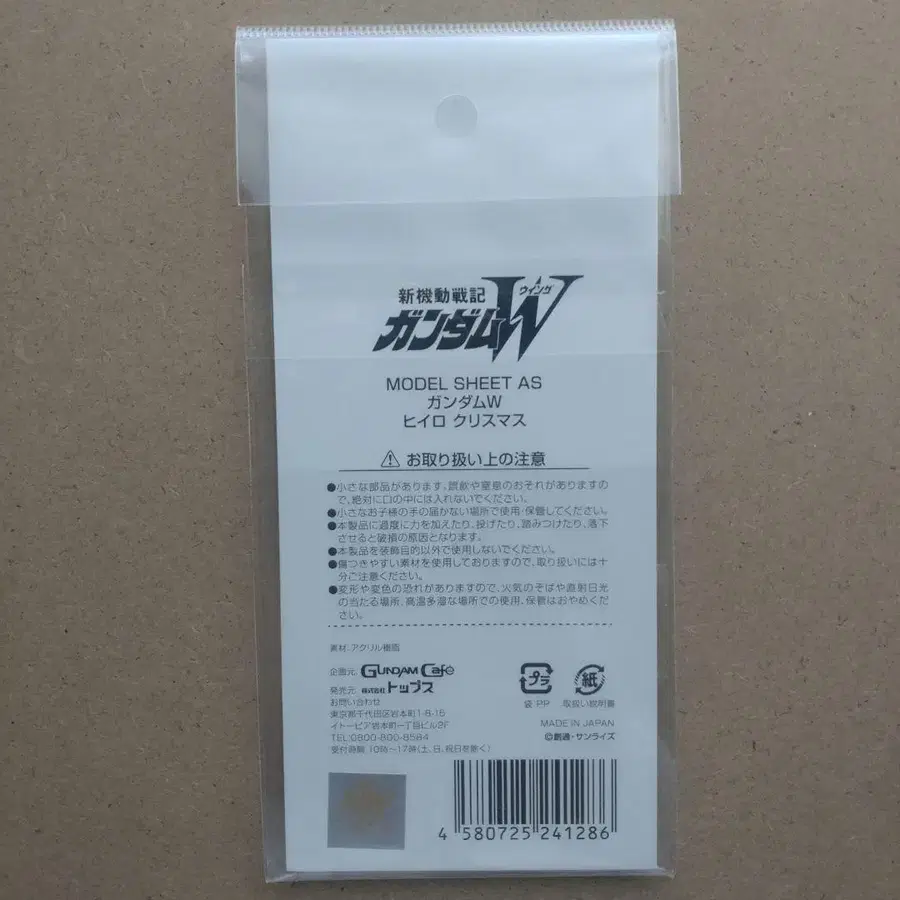 新機動戦記
ウイング
ガンダムW
MODEL SHEET AS
ガンダムW
ヒイロ クリスマス
お取り扱い上の注意
●小さな部品があります。誤飲や窒息のおそれがありますの
で、絶対に口の中には入れないでください。
●小さなお子様の手の届かない場所で使用・保管してください。
●本製品に過度に力を加えたり、投げたり、踏みつけたり、落下
させると破損の原因となります。
●本製品を装飾目的以外で使用しないでください。
●傷つきやすい素材を使用しておりますので、取り扱いには十
分ご注意ください。
●変形や変色の恐れがありますので、火気のそばや直射日光
の当たる場所、高温多湿な場所での使用、保管はおやめくだ
さい。
素材：アクリル樹脂
企画元：GUNDAM Café
発売元：株式会社トップス
お問い合わせ
東京都千代田区岩本町1-8-15
イトーピア岩本町一丁目ビル2F
TEL:0800-800-8584
受付時間 10時～17時(土、日、祝日を除く)
プラ
袋 PP
紙
取扱い説明書
MADE IN JAPAN
©創通・サンライズ
4 580725 241286